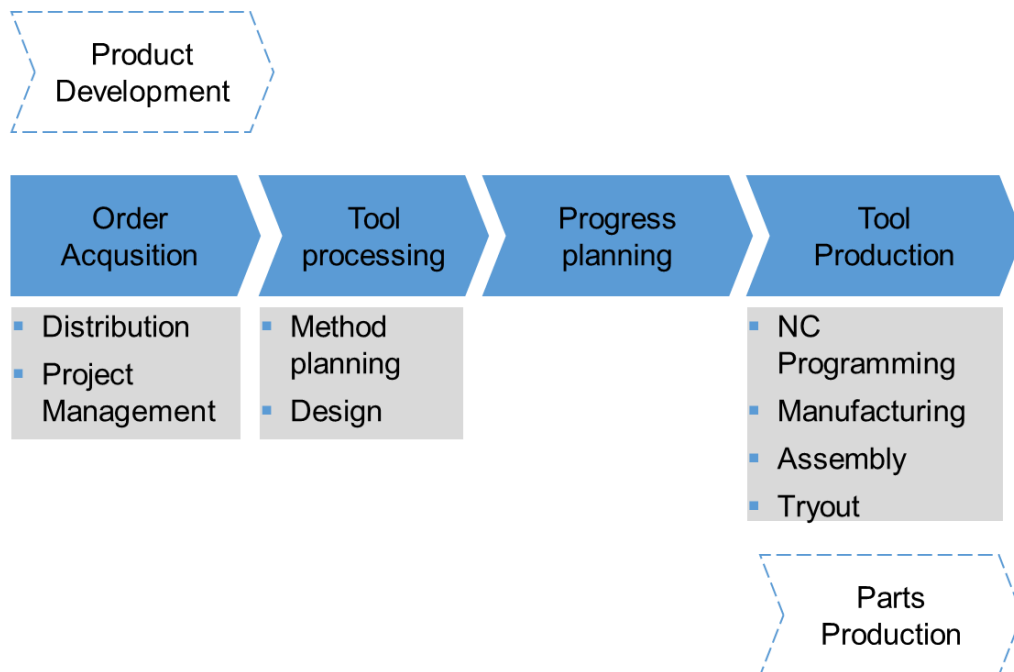 Product
Development
Order
Acqusition
Tool
processing
Progress
planning
Tool
Production
Distribution
Project
Management
Method
planning
Design
NC
Programming
Manufacturing
Assembly
Tryout
Parts
Production